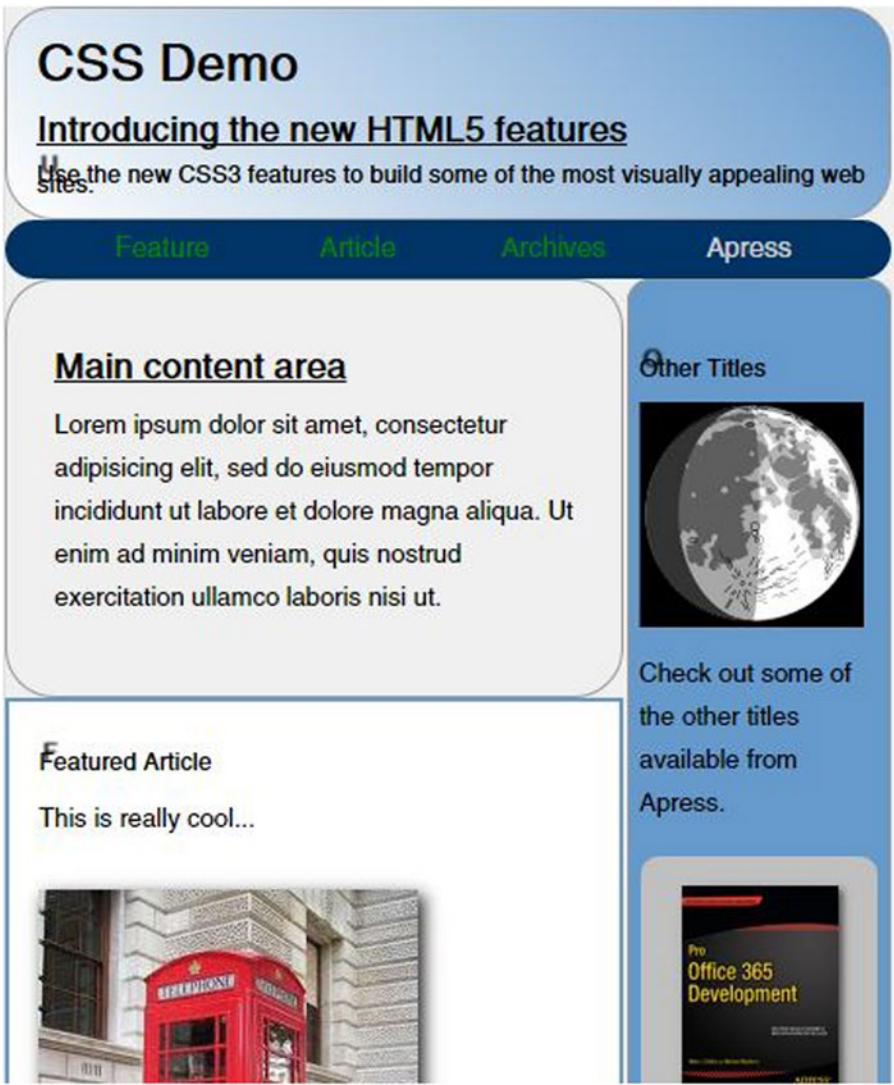 CSS Demo
Introducing the new HTML5 features
Use the new CSS3 features to build some of the most visually appealing web
sites.
Feature Article Archives Apress
Main content area
Lorem ipsum dolor sit amet, consectetur
adipisicing elit, sed do eiusmod tempor
incididunt ut labore et dolore magna aliqua. Ut
enim ad minim veniam, quis nostrud
exercitation ullamco laboris nisi ut.
Featured Article
This is really cool...
TELEPHONE
Other Titles
Check out some of
the other titles
available from
Apress.
Pro
Office 365
Development